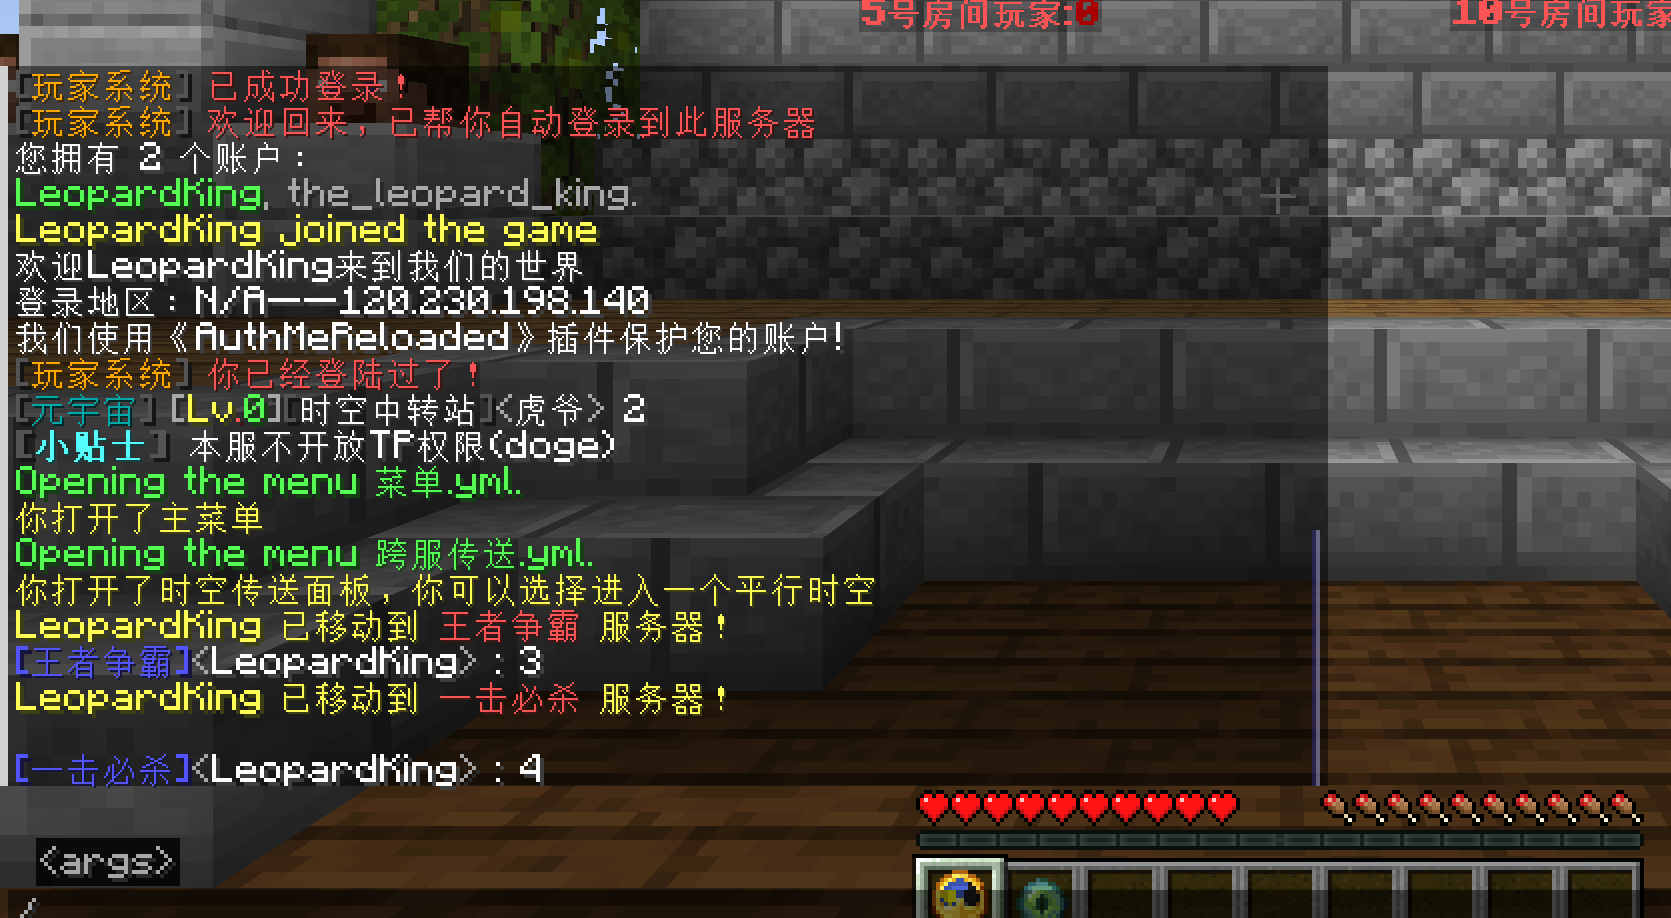 5号房间玩家:0
10号房间玩家
[玩家系统] 已成功登录!
[玩家系统] 欢迎回来，已帮你自动登录到此服务器
您拥有 2 个账户:
LeopardKing, the_leopard_king.
LeopardKing joined the game
欢迎LeopardKing来到我们的世界
登录地区: N/A——120.230.198.140
我们使用《AuthMeReloaded》插件保护您的账户!
[玩家系统] 你已经登陆过了!
[元宇宙] [Lv.0][时空中转站]<虎爷> 2
[小贴士] 本服不开放TP权限(doge)
Opening the menu 菜单.yml.
你打开了主菜单
Opening the menu 跨服传送.yml.
你打开了时空传送面板，你可以选择进入一个平行时空
LeopardKing 已移动到 王者争霸 服务器!
[王者争霸]<LeopardKing> : 3
LeopardKing 已移动到 一击必杀 服务器!
[一击必杀]<LeopardKing> : 4
<args>
/